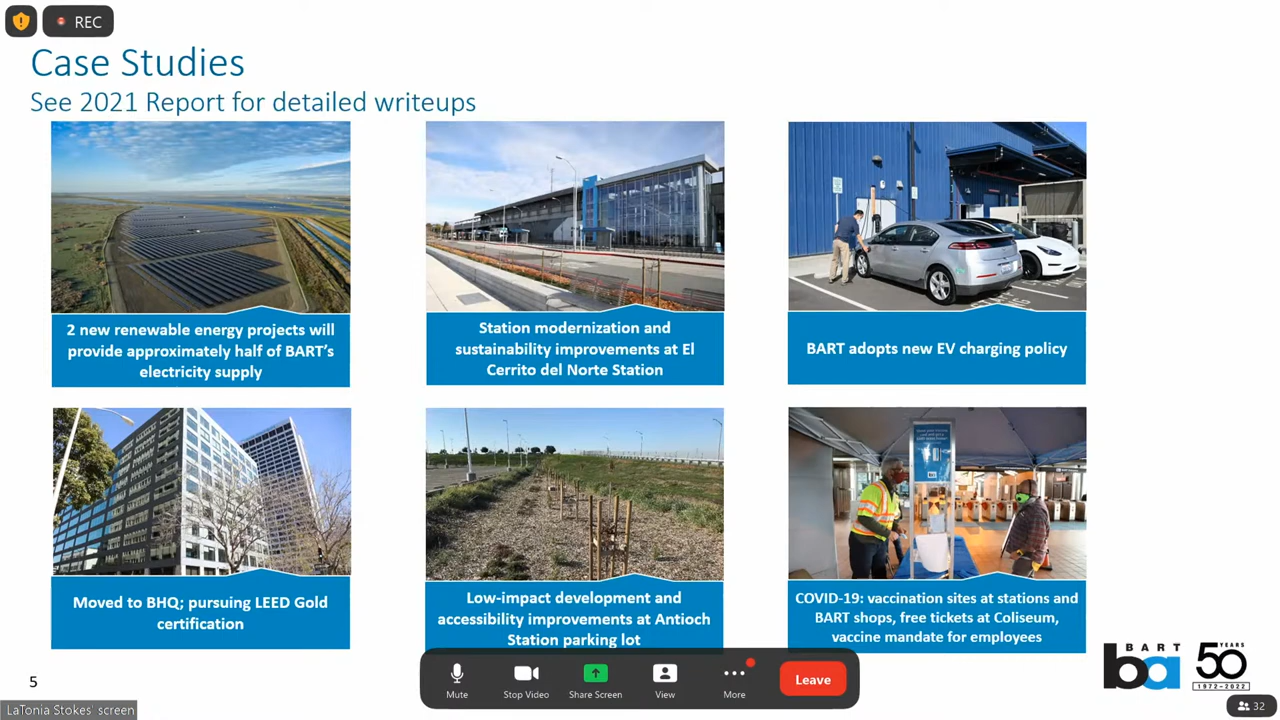 REC
Case Studies
See 2021 Report for detailed writeups
2 new renewable energy projects will
provide approximately half of BART's
electricity supply
Station modernization and
sustainability improvements at El
Cerrito del Norte Station
BART adopts new EV charging policy
Moved to BHQ; pursuing LEED Gold
certification
Low-impact development and
accessibility improvements at Antioch
Station parking lot
COVID-19: vaccination sites at stations and
BART shops, free tickets at Coliseum,
vaccine mandate for employees
BART
ba
50
YEARS
1972-2022
5
Mute
Stop Video
Share Screen
View
More
Leave
LaTonia Stokes' screen
32